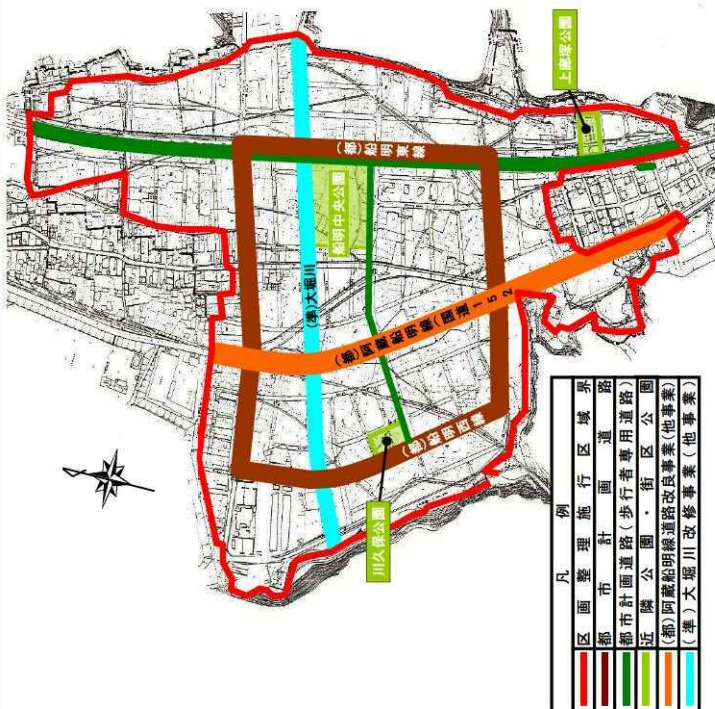 上鹿塚公園
(都)船明東線
船明中央公園
(準)大堀川
(都)阿蔵船明線(国道152
(都)船明西線
川久保公園
凡例
区画整理施行区域界
都市計画道路
都市計画道路(歩行者専用道路)
近隣公園・街区公園
(都)阿蔵船明線道路改良事業(他事業)
(準)大堀川改修事業(他事業)